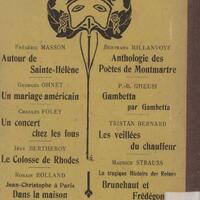 FRÉDÉRIC MASSON
Autour de
Sainte-Hélène
GEORGES OHNET
Un mariage américain
CHARLES FOLEY
Un concert
chez les fous
JEAN BERTHEROY
Le Colosse de Rhodes
ROMAIN ROLLAND
Jean-Christophe à Paris
Dans la maison
BERTRAND MILLANVOYE
Anthologie des
Poètes de Montmartre
P.-B. GHEUSI
Gambetta
par Gambetta
TRISTAN BERNARD
Les veillées
du chauffeur
MAURICE STRAUSS
La tragique Histoire des Reines
Brunehaut et
Frédégon